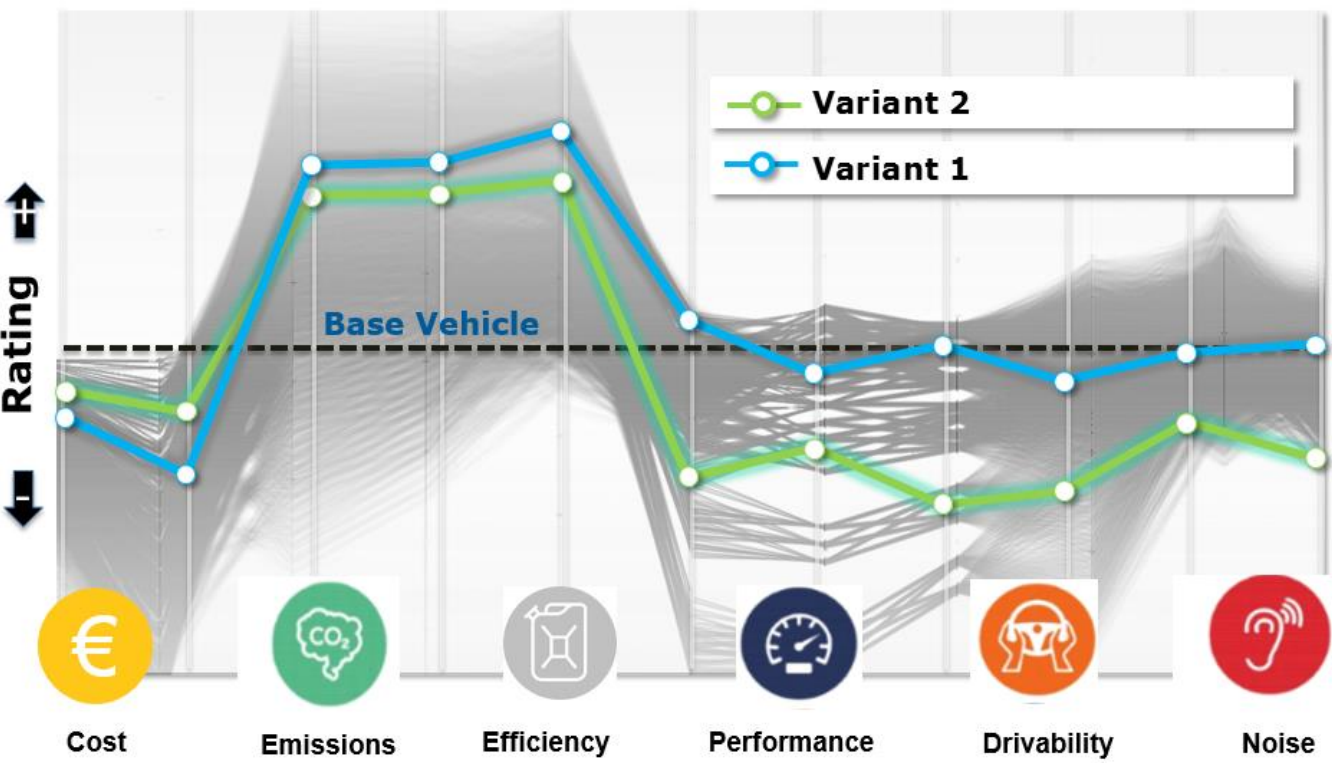 Variant 2
Variant 1
+
Rating
-
Base Vehicle
€
CO₂
Cost
Emissions
Efficiency
Performance
Drivability
Noise